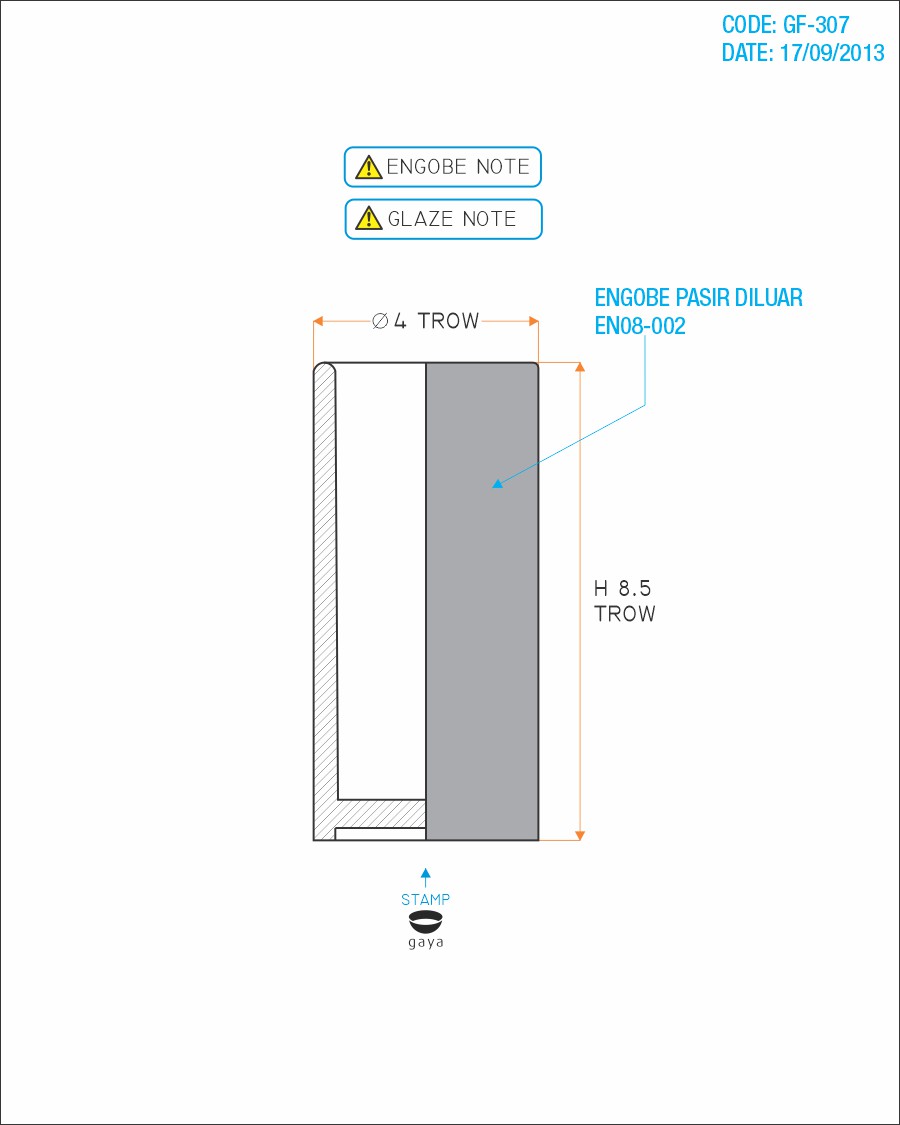 CODE: GF-307
DATE: 17/09/2013
ENGOBE NOTE
GLAZE NOTE
ENGOBE PASIR DILUAR
EN08-002
∅ 4 TROW
H 8.5
TROW
STAMP
gaya